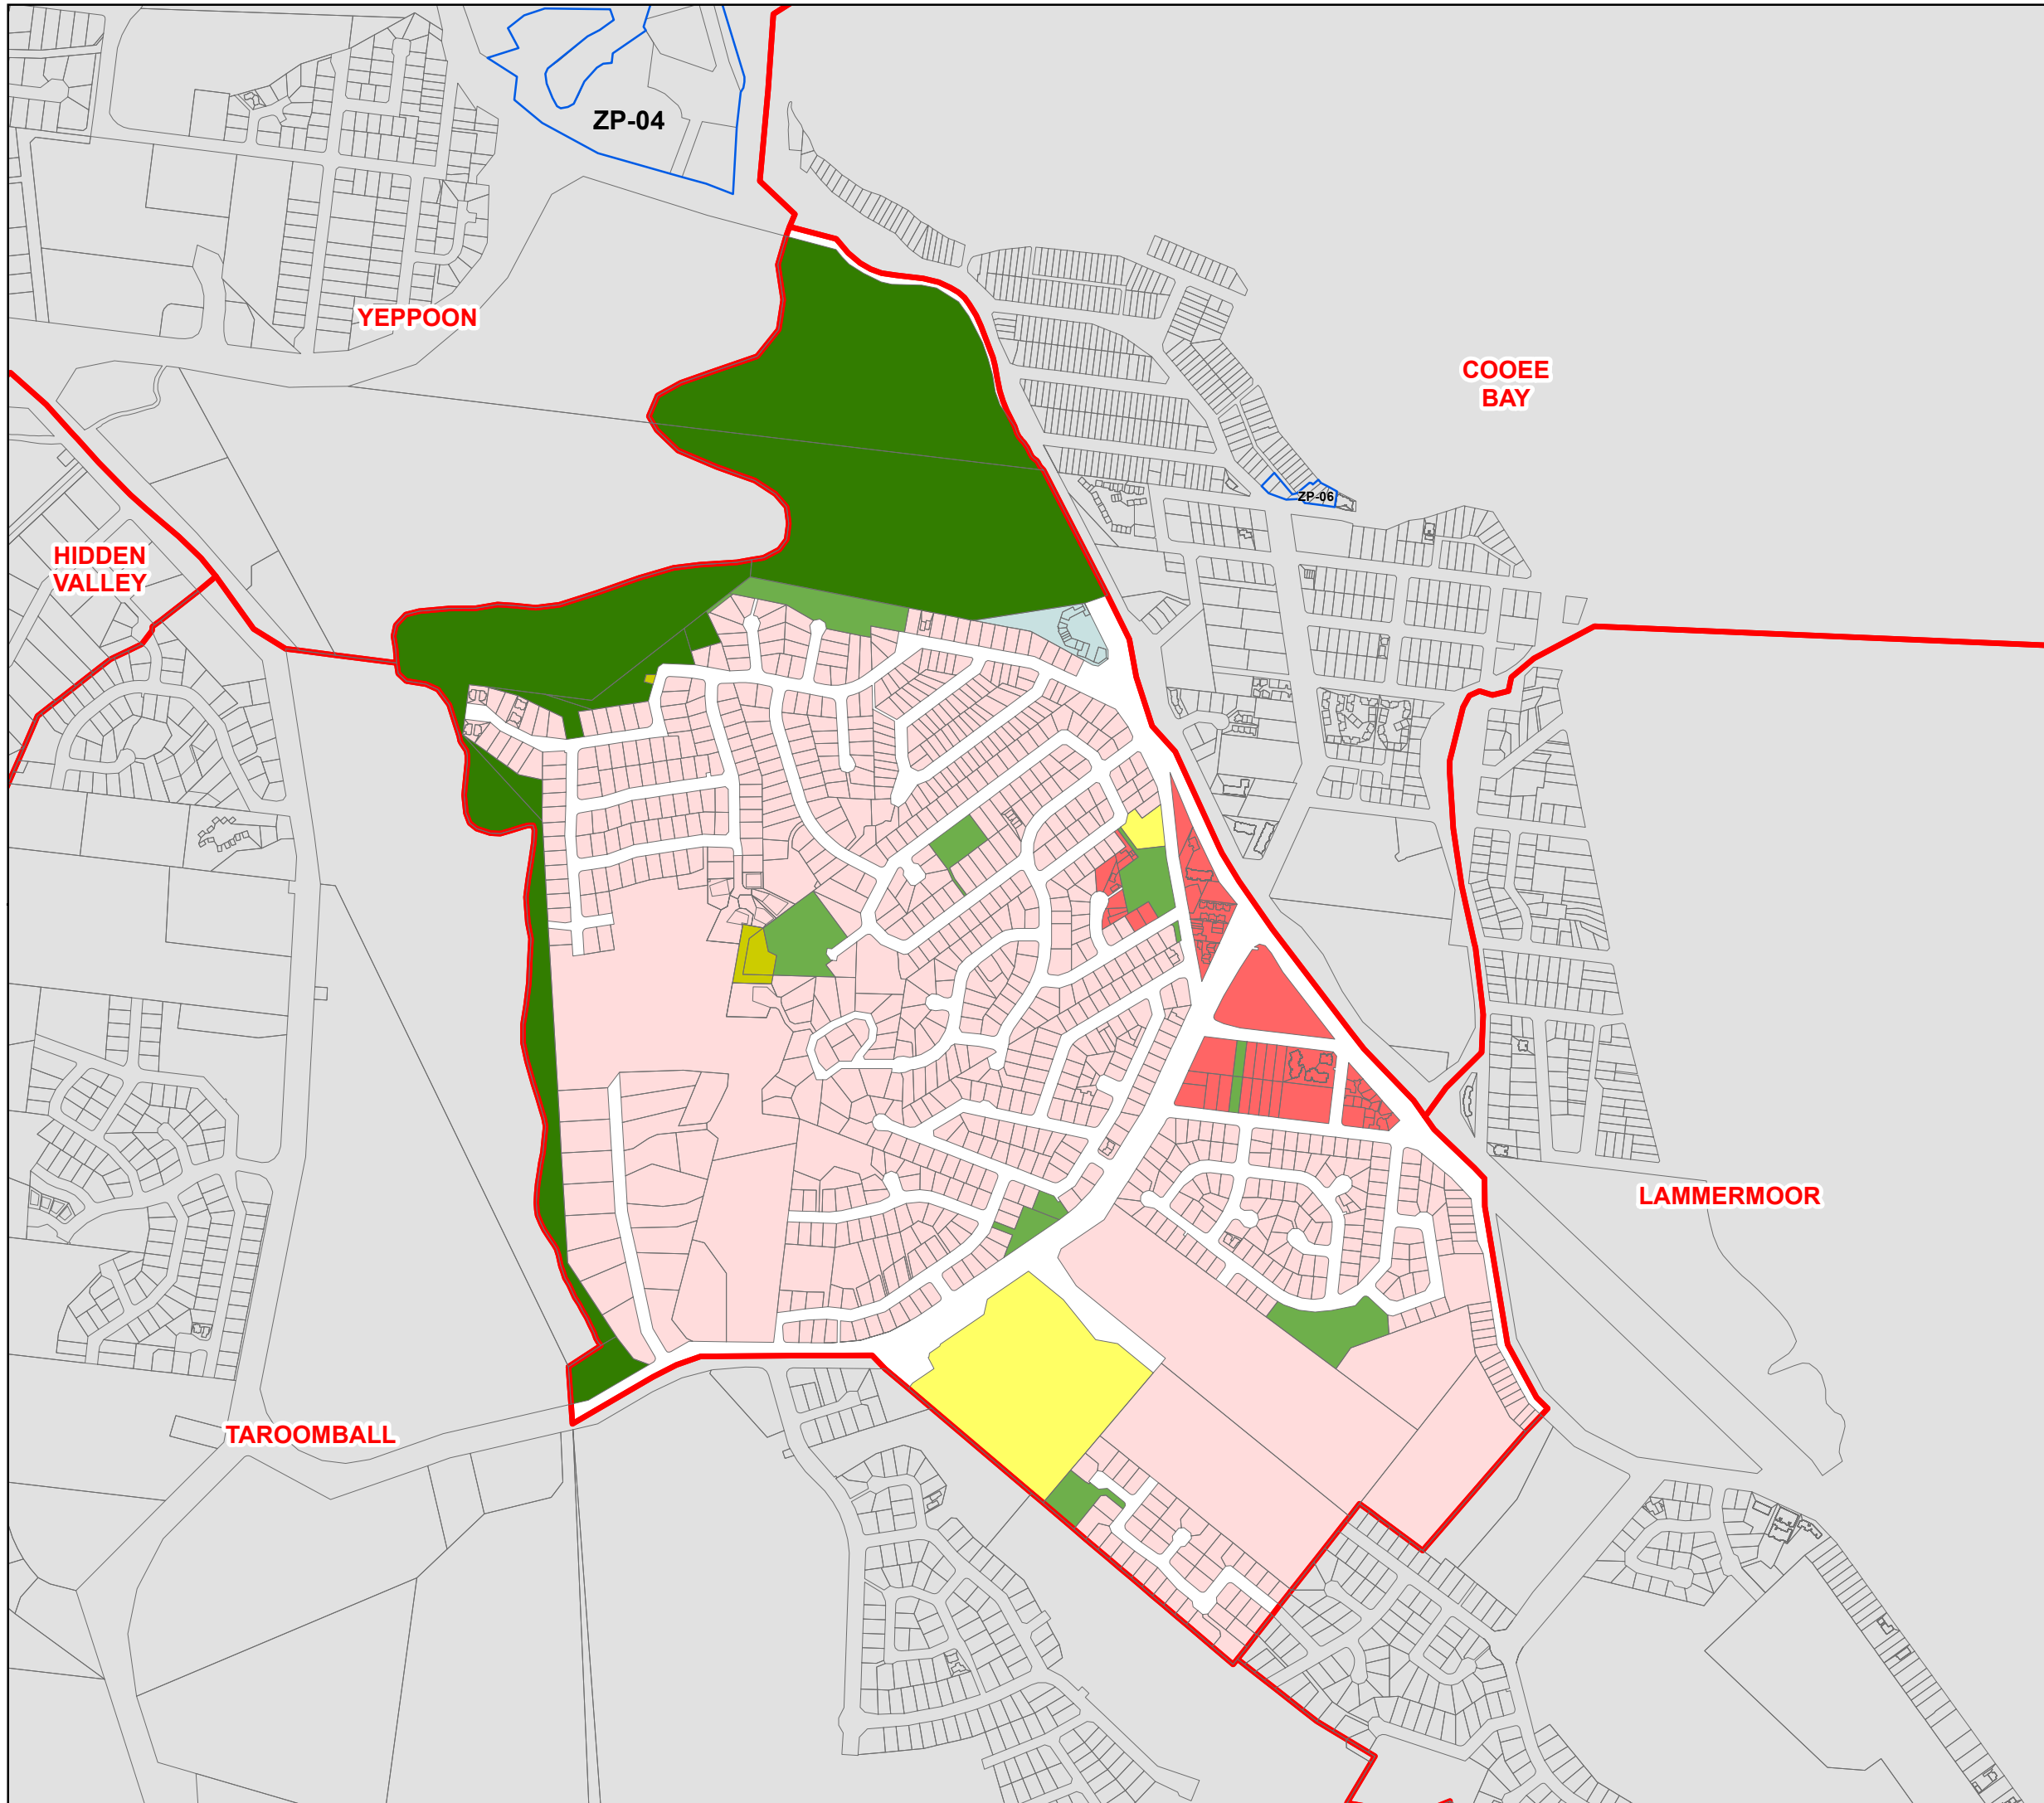 ZP-04
YEPPOON
COOEE
BAY
ZP-06
HIDDEN
VALLEY
LAMMERMOOR
TAROOMBALL